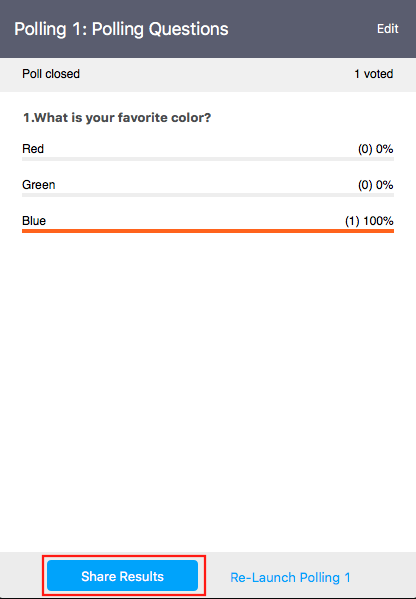 Polling 1: Polling Questions Edit
Poll closed 1 voted
1.What is your favorite color?
Red (0) 0%
Green (0) 0%
Blue (1) 100%
Share Results Re-Launch Polling 1